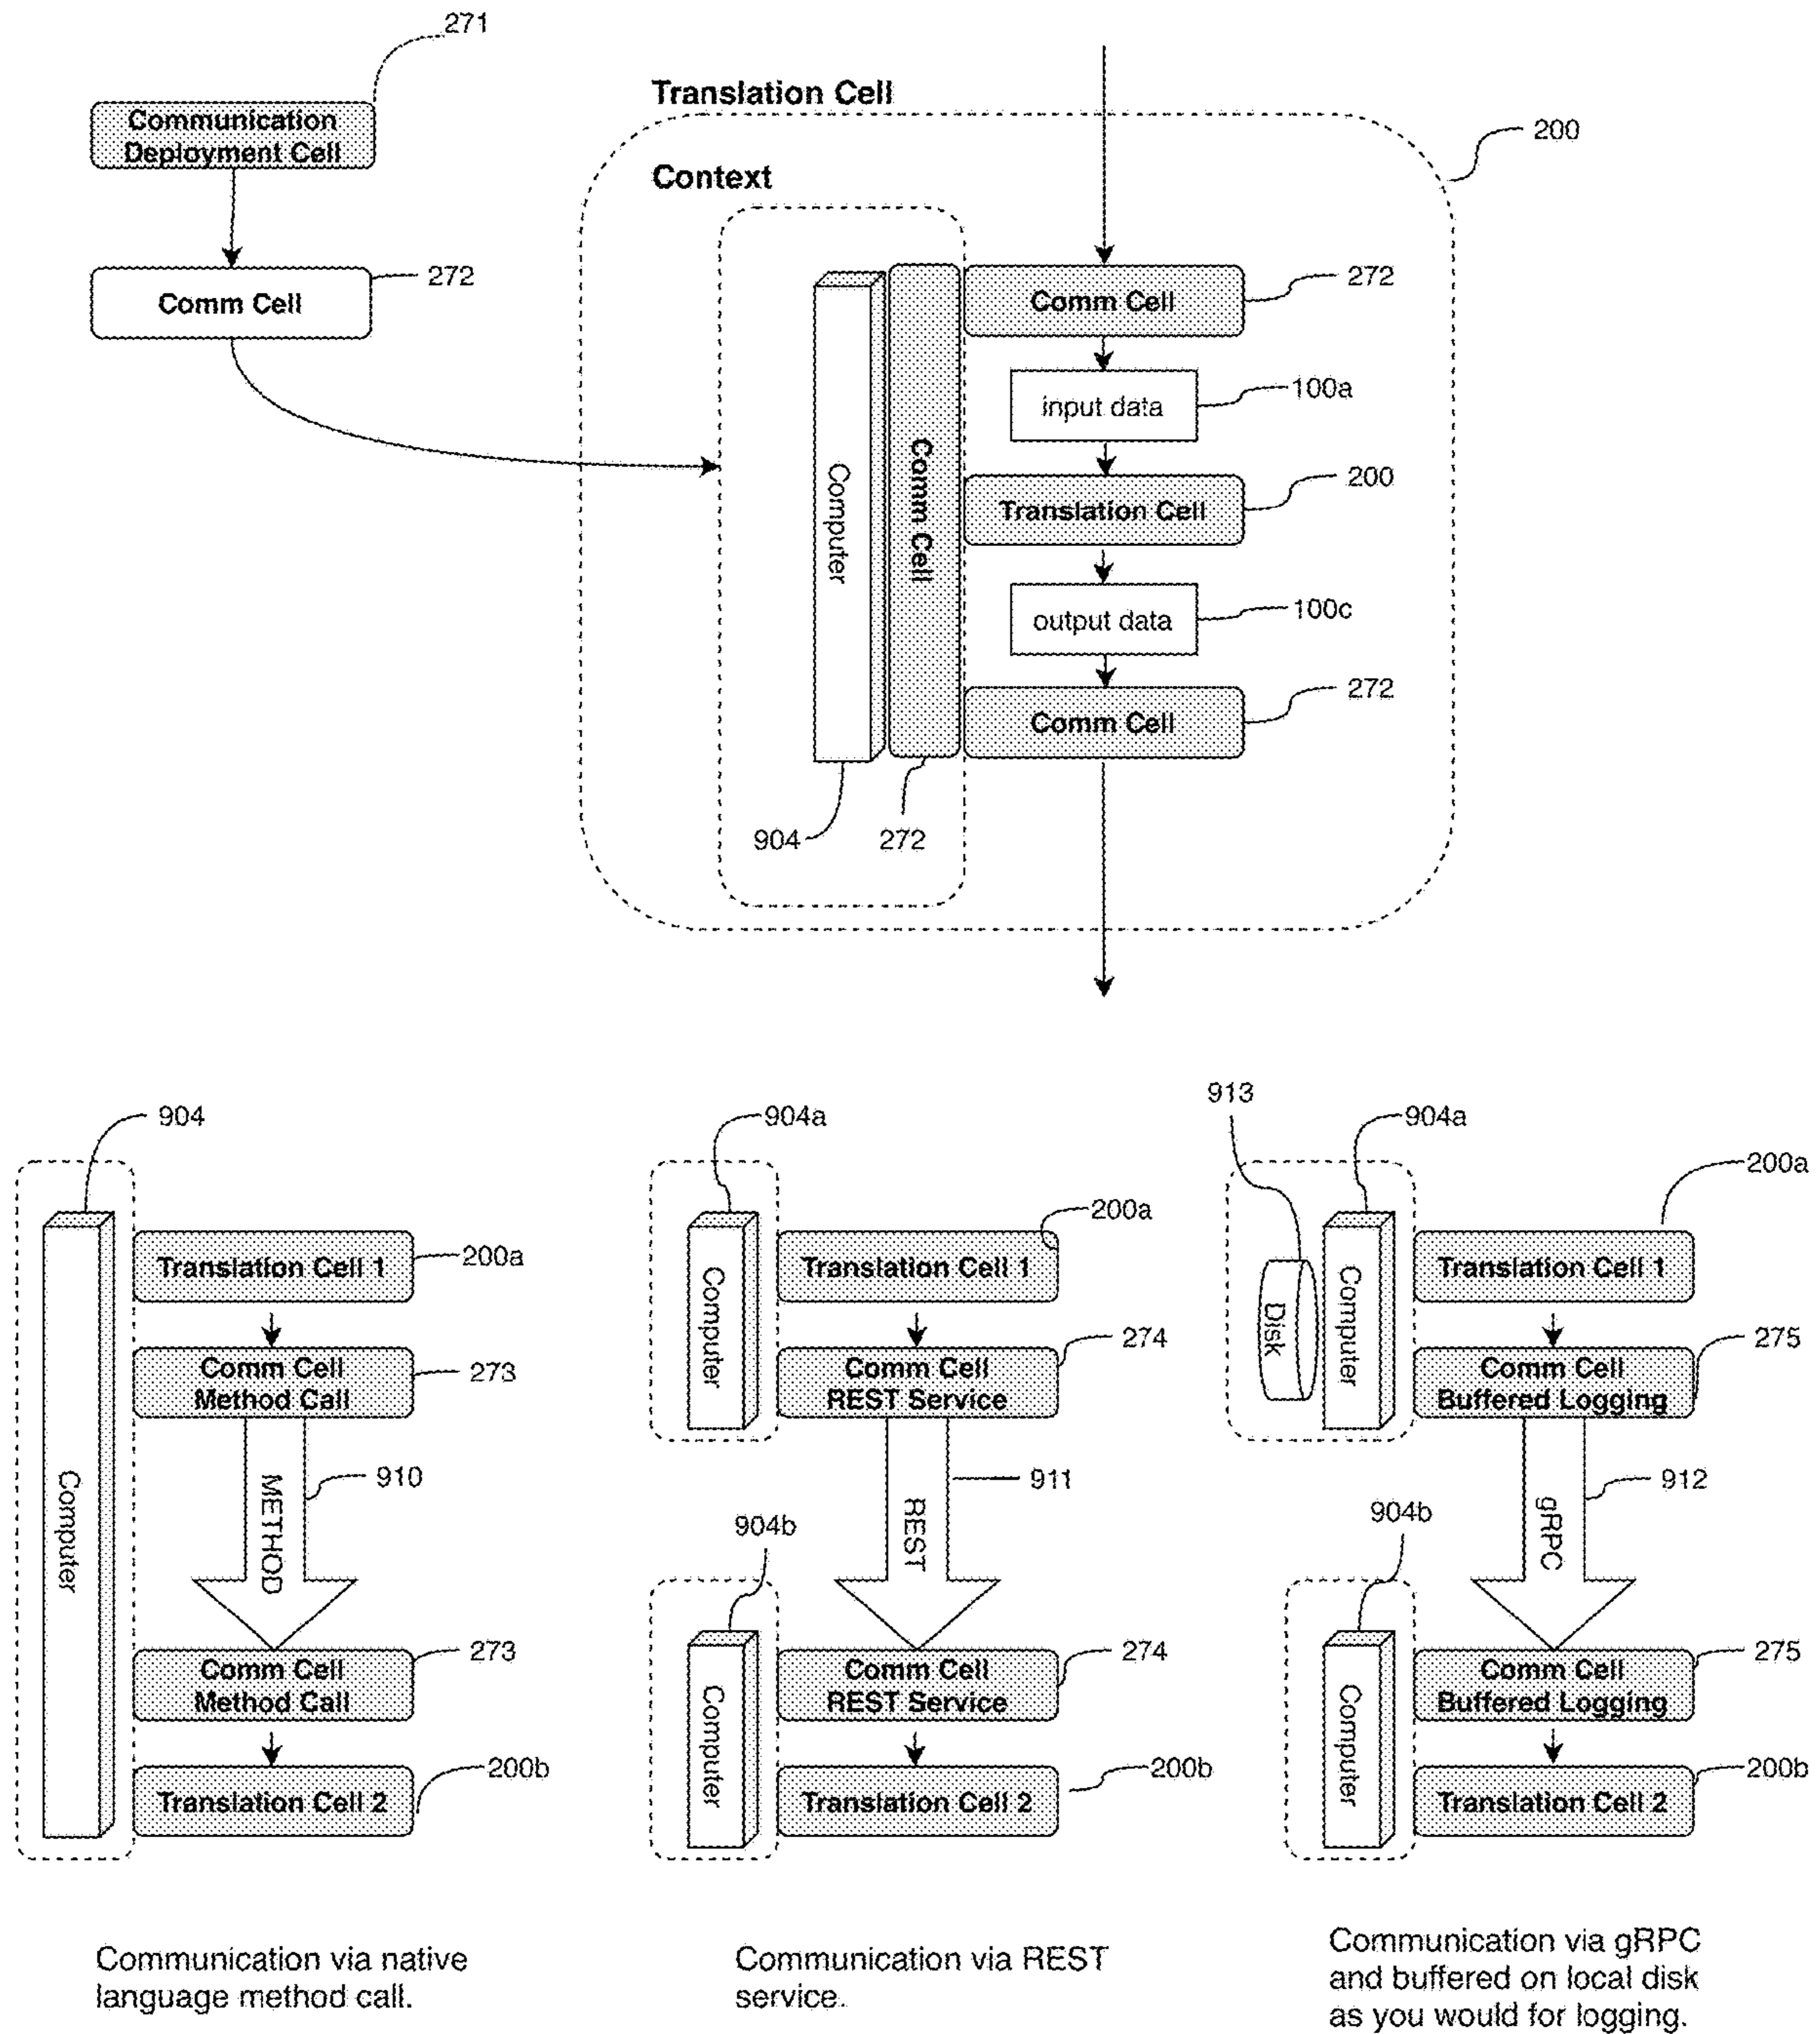 271
Communication
Deployment Cell
272
Comm Cell
Translation Cell
200
Context
Computer
Comm Cell
Comm Cell
272
input data
100a
Translation Cell
200
output data
100c
Comm Cell
272
904
272
904
Computer
Translation Cell 1
200a
Comm Cell
Method Call
273
METHOD
910
Comm Cell
Method Call
273
Translation Cell 2
200b
Communication via native
language method call.
904a
Computer
Translation Cell 1
200a
Comm Cell
REST Service
274
REST
911
904b
Computer
Comm Cell
REST Service
274
Translation Cell 2
200b
Communication via REST
service.
913
904a
Disk
Computer
Translation Cell 1
200a
Comm Cell
Buffered Logging
275
gRPC
912
904b
Computer
Comm Cell
Buffered Logging
275
Translation Cell 2
200b
Communication via gRPC
and buffered on local disk
as you would for logging.